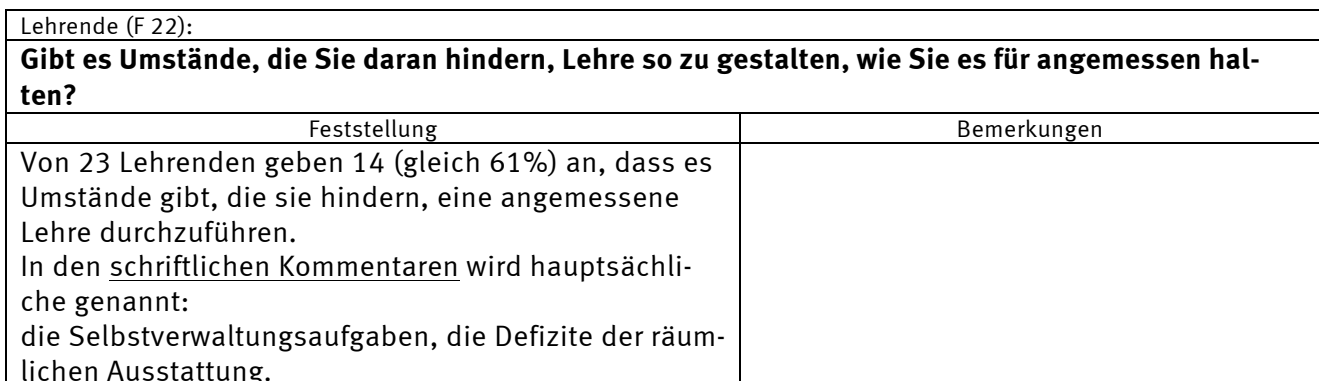 Lehrende (F 22):
Gibt es Umstände, die Sie daran hindern, Lehre so zu gestalten, wie Sie es für angemessen hal-
ten?
Feststellung
Bemerkungen
Von 23 Lehrenden geben 14 (gleich 61%) an, dass es
Umstände gibt, die sie hindern, eine angemessene
Lehre durchzuführen.
In den schriftlichen Kommentaren wird hauptsächli-
che genannt:
die Selbstverwaltungsaufgaben, die Defizite der räum-
lichen Ausstattung.